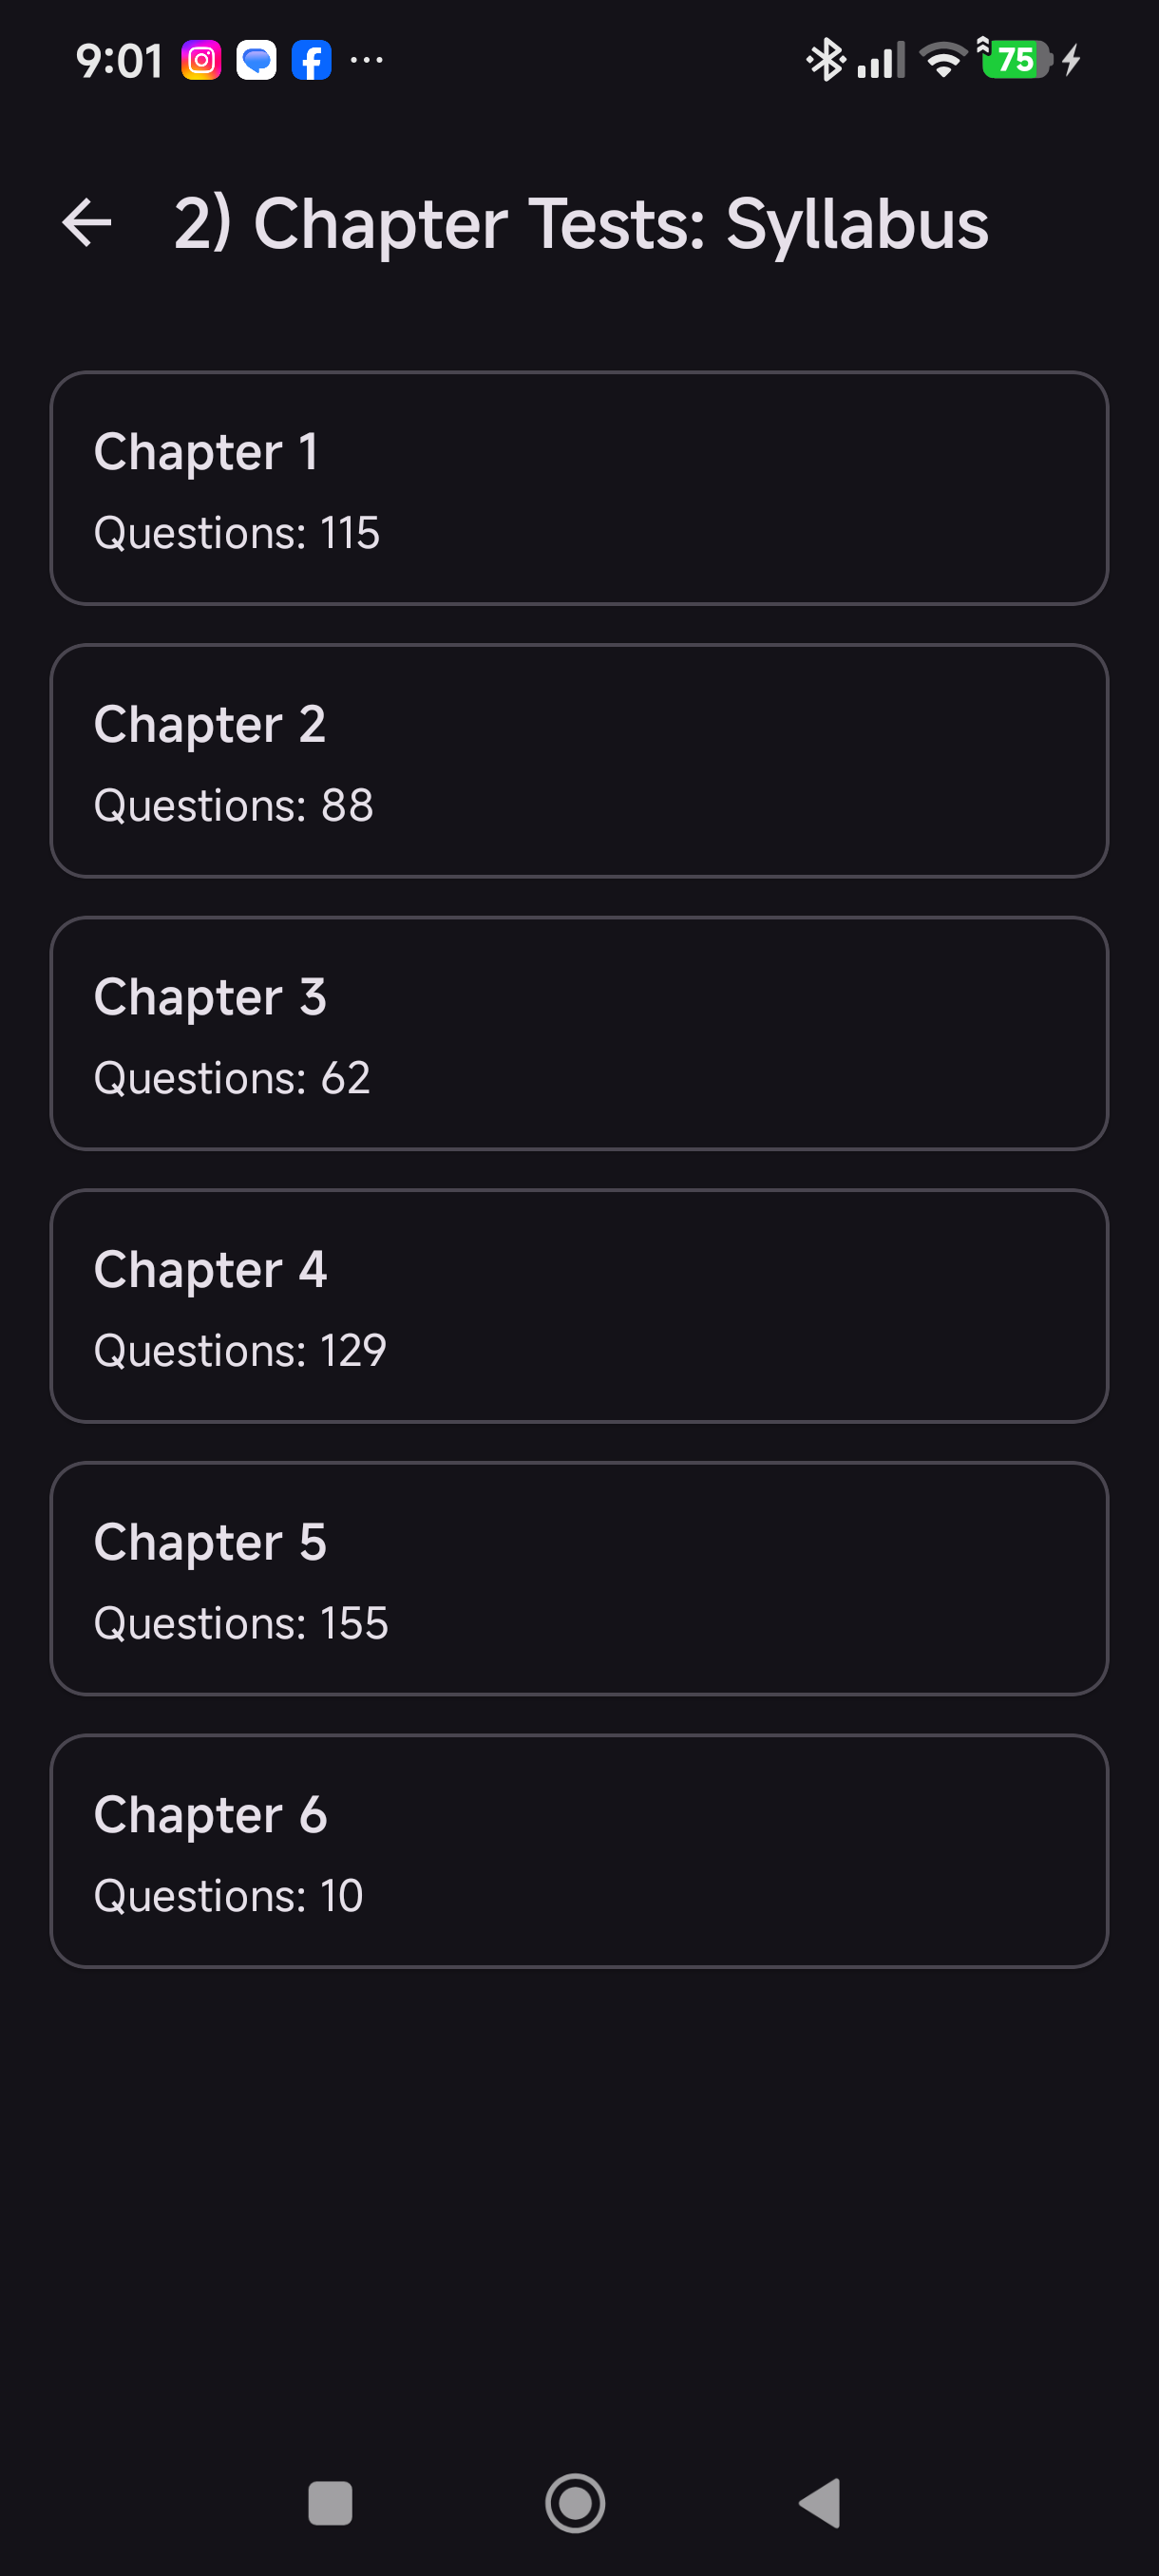 9:01
75
2) Chapter Tests: Syllabus
Chapter 1
Questions: 115
Chapter 2
Questions: 88
Chapter 3
Questions: 62
Chapter 4
Questions: 129
Chapter 5
Questions: 155
Chapter 6
Questions: 10